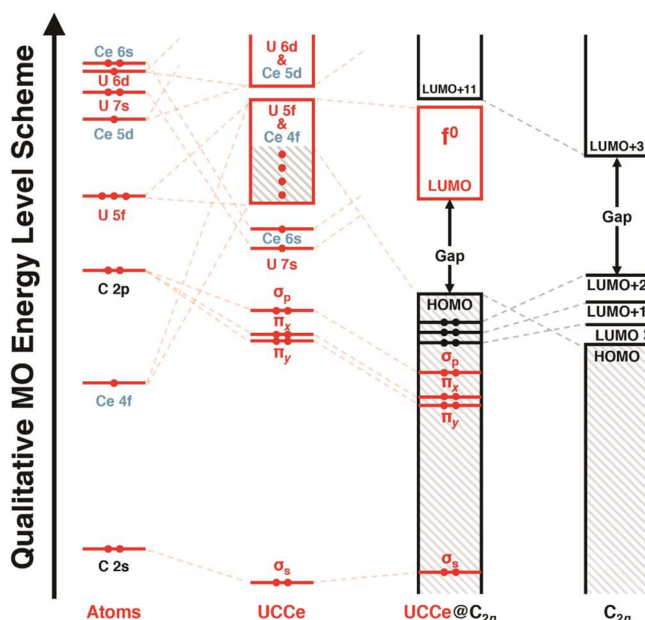 Qualitative MO Energy Level Scheme
Ce 6s
U 6d
U 7s
Ce 5d
U 5f
C 2p
Ce 4f
C 2s
Atoms
U 6d
&
Ce 5d
U 5f
&
Ce 4f
Ce 6s
U 7s
σp
πx
πy
σs
UCCe
LUMO+11
f⁰
LUMO
Gap
HOMO
σp
πx
πy
σs
UCCe@C2n
LUMO+3
Gap
LUMO+2
LUMO+1
LUMO
HOMO
C2n